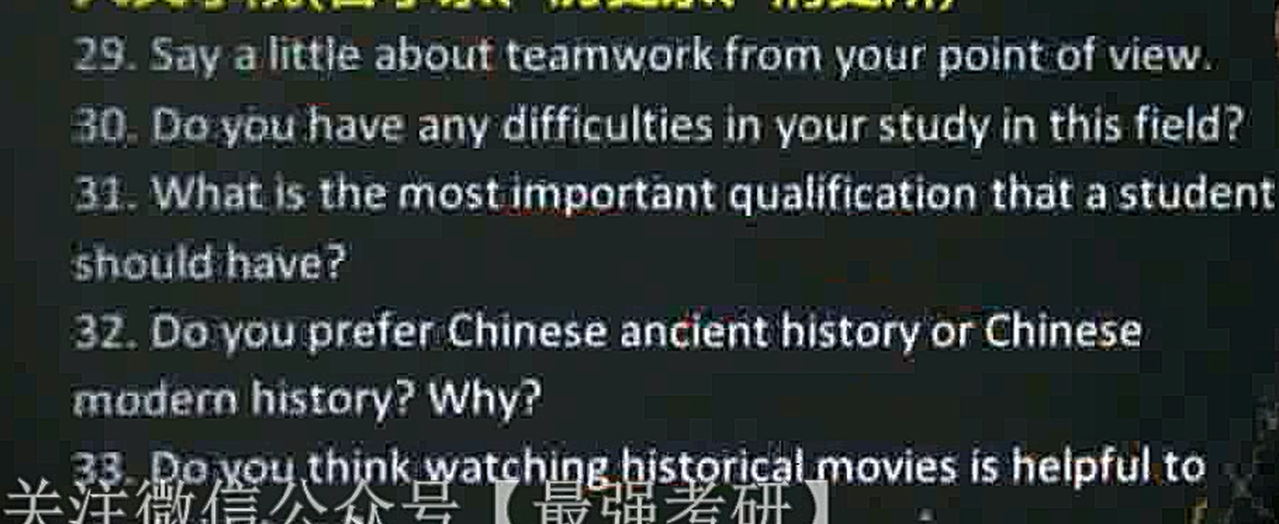 29. Say a little about teamwork from your point of view.
30. Do you have any difficulties in your study in this field?
31. What is the most important qualification that a student
should have?
32. Do you prefer Chinese ancient history or Chinese
modern history? Why?
33. Do you think watching historical movies is helpful to
关注微信公众号【最强考研】